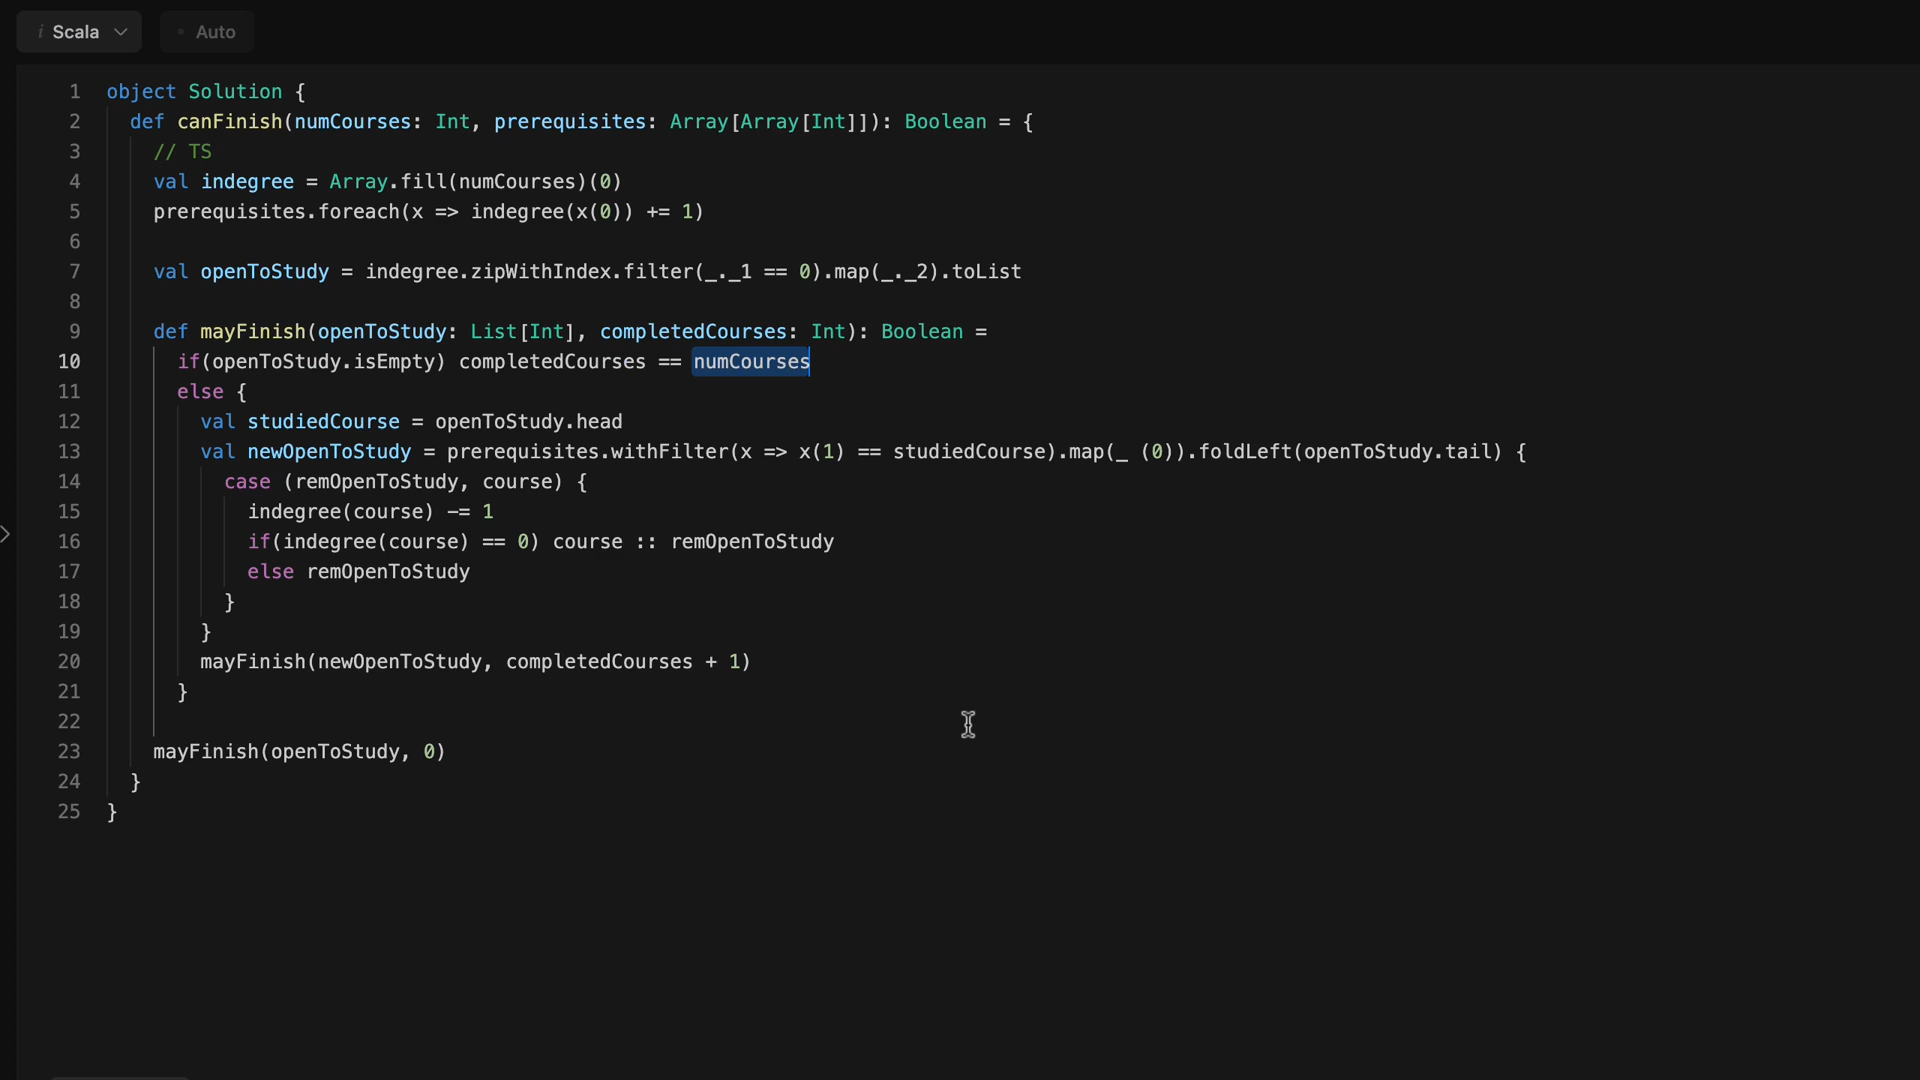 i Scala
Auto
1 object Solution {
2 def canFinish(numCourses: Int, prerequisites: Array[Array[Int]]): Boolean = {
3 // TS
4 val indegree = Array.fill(numCourses)(0)
5 prerequisites.foreach(x => indegree(x(0)) += 1)
6
7 val openToStudy = indegree.zipWithIndex.filter(_._1 == 0).map(_._2).toList
8
9 def mayFinish(openToStudy: List[Int], completedCourses: Int): Boolean =
10 if(openToStudy.isEmpty) completedCourses == numCourses
11 else {
12 val studiedCourse = openToStudy.head
13 val newOpenToStudy = prerequisites.withFilter(x => x(1) == studiedCourse).map(_ (0)).foldLeft(openToStudy.tail) {
14 case (remOpenToStudy, course) {
15 indegree(course) -= 1
16 if(indegree(course) == 0) course :: remOpenToStudy
17 else remOpenToStudy
18 }
19 }
20 mayFinish(newOpenToStudy, completedCourses + 1)
21 }
22
23 mayFinish(openToStudy, 0)
24 }
25 }